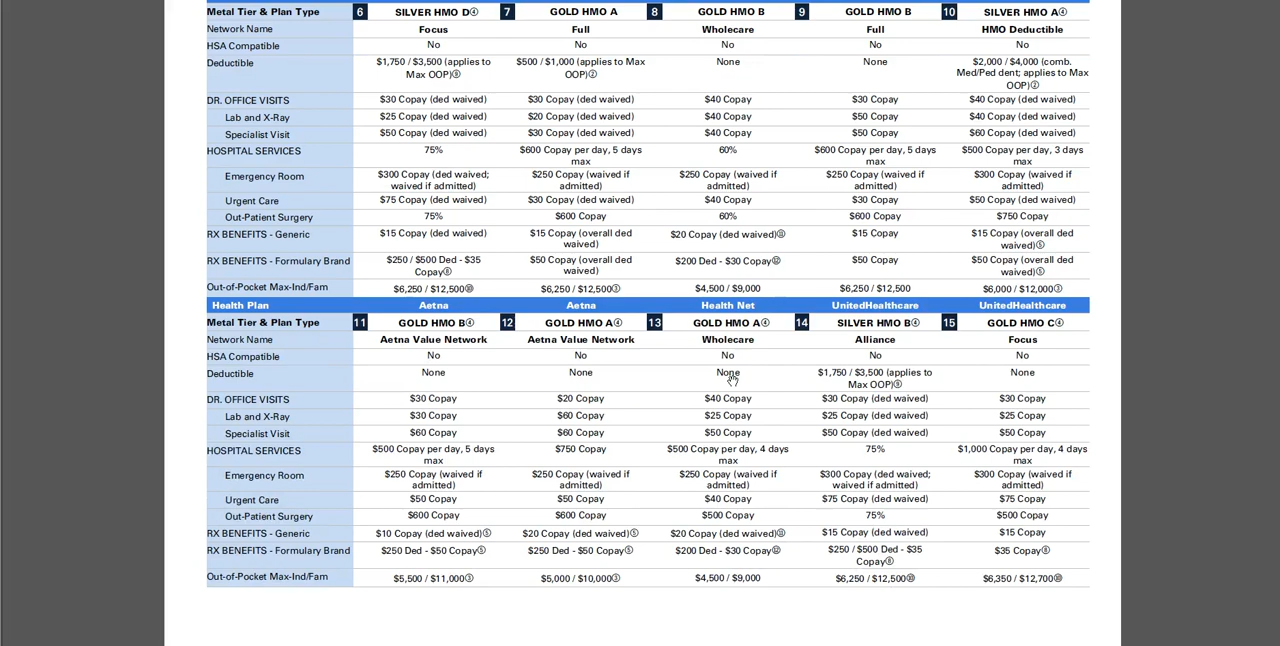 Metal Tier & Plan Type 6 SILVER HMO D④ 7 GOLD HMO A 8 GOLD HMO B 9 GOLD HMO B 10 SILVER HMO A④
Network Name Focus Full Wholecare Full HMO Deductible
HSA Compatible No No No No No
Deductible $1,750 / $3,500 (applies to Max OOP)⑨ $500 / $1,000 (applies to Max OOP)② None None $2,000 / $4,000 (comb. Med/Ped dent; applies to Max OOP)②
DR. OFFICE VISITS $30 Copay (ded waived) $30 Copay (ded waived) $40 Copay $30 Copay $40 Copay (ded waived)
Lab and X-Ray $25 Copay (ded waived) $20 Copay (ded waived) $40 Copay $50 Copay $40 Copay (ded waived)
Specialist Visit $50 Copay (ded waived) $30 Copay (ded waived) $40 Copay $50 Copay $60 Copay (ded waived)
HOSPITAL SERVICES 75% $600 Copay per day, 5 days max 60% $600 Copay per day, 5 days max $500 Copay per day, 3 days max
Emergency Room $300 Copay (ded waived; waived if admitted) $250 Copay (waived if admitted) $250 Copay (waived if admitted) $250 Copay (waived if admitted) $300 Copay (waived if admitted)
Urgent Care $75 Copay (ded waived) $30 Copay (ded waived) $40 Copay $30 Copay $50 Copay (ded waived)
Out-Patient Surgery 75% $600 Copay 60% $600 Copay $750 Copay
RX BENEFITS - Generic $15 Copay (ded waived) $15 Copay (overall ded waived) $20 Copay (ded waived) $15 Copay $15 Copay (overall ded waived)⑤
RX BENEFITS - Formulary Brand $250 / $500 Ded - $35 Copay⑧ $50 Copay (overall ded waived) $200 Ded - $30 Copay $50 Copay $50 Copay (overall ded waived)⑤
Out-of-Pocket Max-Ind/Fam $6,250 / $12,500 $6,250 / $12,500③ $4,500 / $9,000 $6,250 / $12,500 $6,000 / $12,000③
Health Plan Aetna Aetna Health Net UnitedHealthcare UnitedHealthcare
Metal Tier & Plan Type 11 GOLD HMO B④ 12 GOLD HMO A④ 13 GOLD HMO A④ 14 SILVER HMO B④ 15 GOLD HMO C④
Network Name Aetna Value Network Aetna Value Network Wholecare Alliance Focus
HSA Compatible No No No No No
Deductible None None None $1,750 / $3,500 (applies to Max OOP)⑨ None
DR. OFFICE VISITS $30 Copay $20 Copay $40 Copay $30 Copay (ded waived) $30 Copay
Lab and X-Ray $30 Copay $60 Copay $25 Copay $25 Copay (ded waived) $25 Copay
Specialist Visit $60 Copay $60 Copay $50 Copay $50 Copay (ded waived) $50 Copay
HOSPITAL SERVICES $500 Copay per day, 5 days max $750 Copay $500 Copay per day, 4 days max 75% $1,000 Copay per day, 4 days max
Emergency Room $250 Copay (waived if admitted) $250 Copay (waived if admitted) $250 Copay (waived if admitted) $300 Copay (ded waived; waived if admitted) $300 Copay (waived if admitted)
Urgent Care $50 Copay $50 Copay $40 Copay $75 Copay (ded waived) $75 Copay
Out-Patient Surgery $600 Copay $600 Copay $500 Copay 75% $500 Copay
RX BENEFITS - Generic $10 Copay (ded waived)⑤ $20 Copay (ded waived)⑤ $20 Copay (ded waived) $15 Copay (ded waived) $15 Copay
RX BENEFITS - Formulary Brand $250 Ded - $50 Copay⑤ $250 Ded - $50 Copay⑤ $200 Ded - $30 Copay $250 / $500 Ded - $35 Copay⑧ $35 Copay⑧
Out-of-Pocket Max-Ind/Fam $5,500 / $11,000③ $5,000 / $10,000③ $4,500 / $9,000 $6,250 / $12,500 $6,350 / $12,700